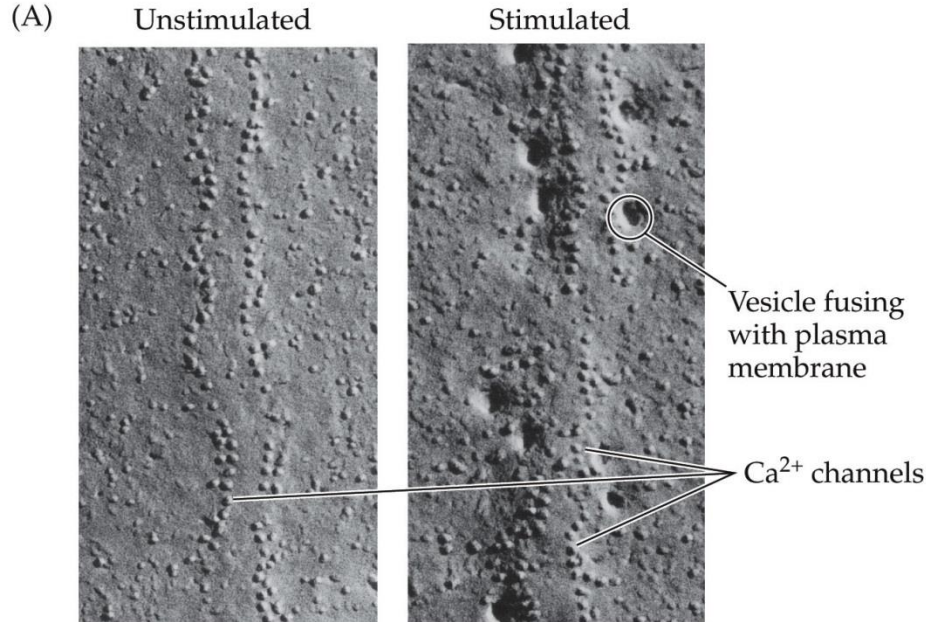 (A)
Unstimulated
Stimulated
Vesicle fusing
with plasma
membrane
Ca²⁺ channels